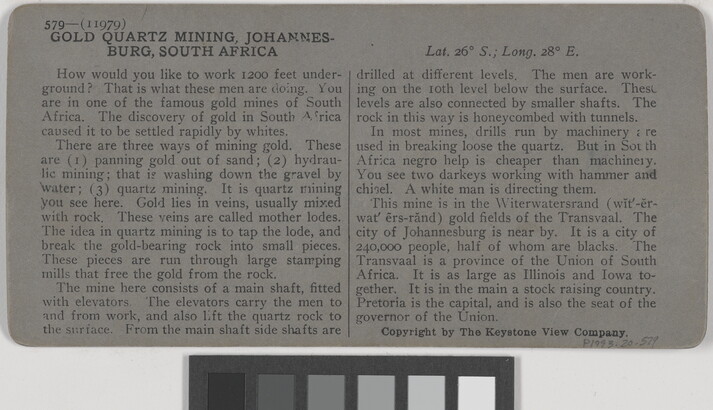 579—(11979)
GOLD QUARTZ MINING, JOHANNES-
BURG, SOUTH AFRICA
Lat. 26° S.; Long. 28° E.
How would you like to work 1200 feet under-
ground? That is what these men are doing. You
are in one of the famous gold mines of South
Africa. The discovery of gold in South Africa
caused it to be settled rapidly by whites.
There are three ways of mining gold. These
are (1) panning gold out of sand; (2) hydrau-
lic mining; that is washing down the gravel by
water; (3) quartz mining. It is quartz mining
you see here. Gold lies in veins, usually mixed
with rock. These veins are called mother lodes.
The idea in quartz mining is to tap the lode, and
break the gold-bearing rock into small pieces.
These pieces are run through large stamping
mills that free the gold from the rock.
The mine here consists of a main shaft, fitted
with elevators. The elevators carry the men to
and from work, and also lift the quartz rock to
the surface. From the main shaft side shafts are
drilled at different levels. The men are work-
ing on the 10th level below the surface. These
levels are also connected by smaller shafts. The
rock in this way is honeycombed with tunnels.
In most mines, drills run by machinery are
used in breaking loose the quartz. But in South
Africa negro help is cheaper than machinery.
You see two darkeys working with hammer and
chisel. A white man is directing them.
This mine is in the Witerwatersrand (wĭt'-ēr-
wat' ērs-rănd) gold fields of the Transvaal. The
city of Johannesburg is near by. It is a city of
240,000 people, half of whom are blacks. The
Transvaal is a province of the Union of South
Africa. It is as large as Illinois and Iowa to-
gether. It is in the main a stock raising country.
Pretoria is the capital, and is also the seat of the
governor of the Union.
Copyright by The Keystone View Company.
P1993.20.579